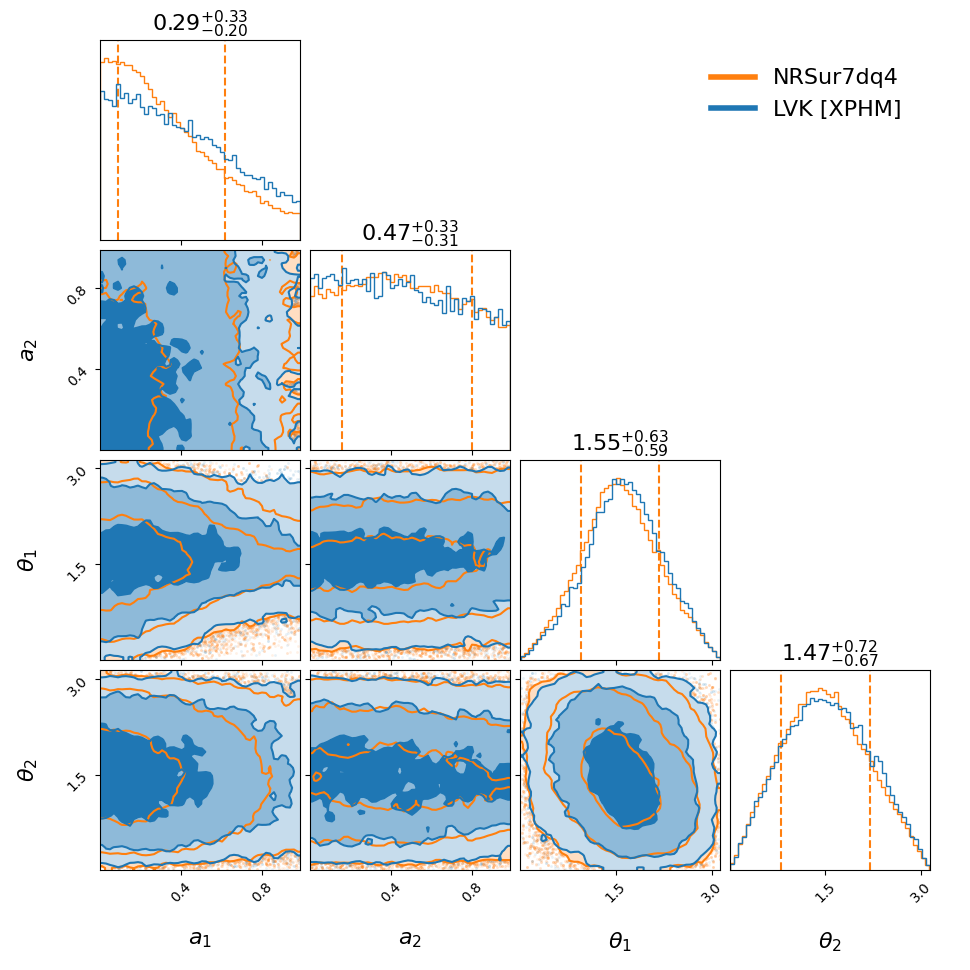 0.29+0.33−0.20
NRSur7dq4
LVK [XPHM]
0.47+0.33−0.31
0.8
0.4
a2
1.55+0.63−0.59
3.0
1.5
θ1
1.47+0.72−0.67
3.0
1.5
θ2
0.4 0.8 0.4 0.8 1.5 3.0 1.5 3.0
a1 a2 θ1 θ2